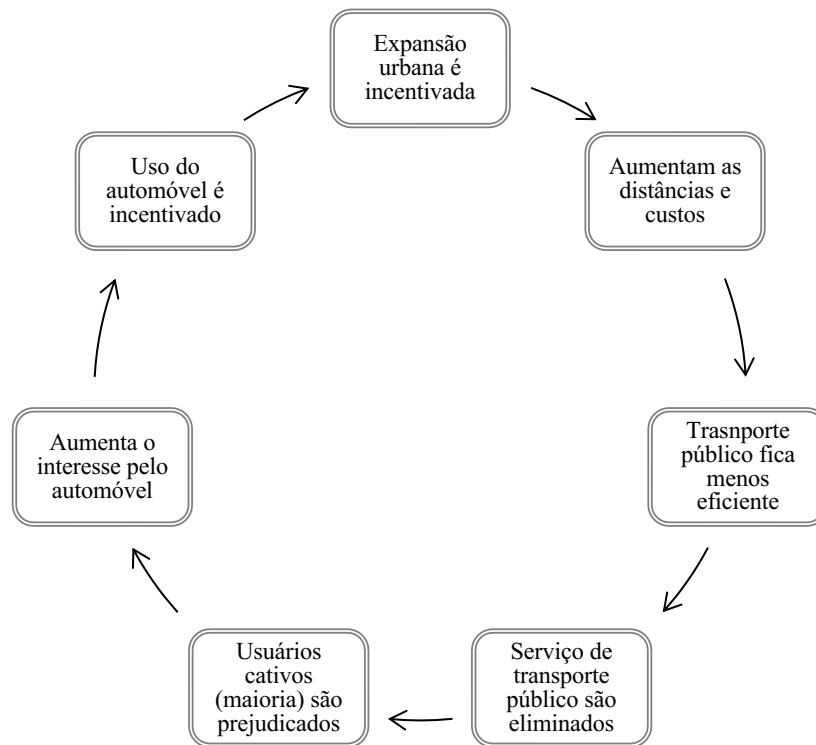 Expansão
urbana é
incentivada
Aumentam as
distâncias e
custos
Trasnporte
público fica
menos
eficiente
Serviço de
transporte
público são
eliminados
Usuários
cativos
(maioria) são
prejudicados
Aumenta o
interesse pelo
automóvel
Uso do
automóvel é
incentivado